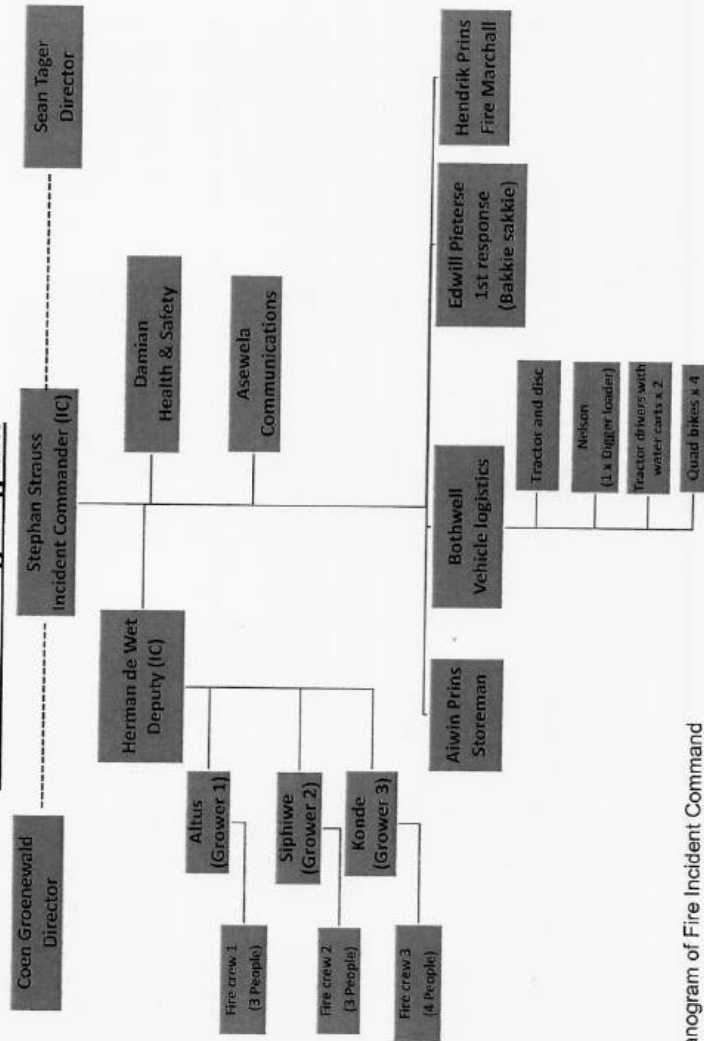 Coen Groenewald
Director
Stephan Strauss
Incident Commander (IC)
Sean Tager
Director
Herman de Wet
Deputy (IC)
Damian
Health & Safety
Asewela
Communications
Altus
(Grower 1)
Siphiwe
(Grower 2)
Konde
(Grower 3)
Fire crew 1
(3 People)
Fire crew 2
(3 People)
Fire crew 3
(4 People)
Aiwin Prins
Storeman
Bothwell
Vehicle logistics
Edwill Pieterse
1st response
(Bakkie sakkie)
Hendrik Prins
Fire Marchall
Tractor and disc
Nelson
(1 x Digger loader)
Tractor drivers with
water carts x 2
Quad bikes x 4
anogram of Fire Incident Command